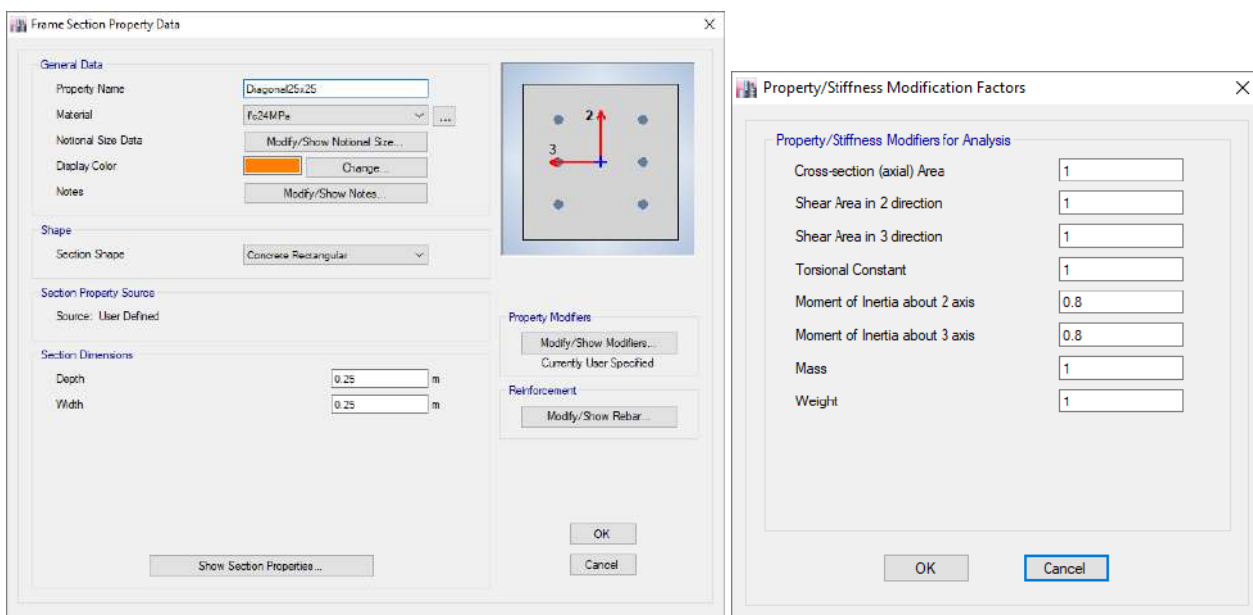 Frame Section Property Data
General Data
Property Name Diagonal25x25
Material f'c24MPa ...
Notional Size Data Modify/Show Notional Size...
Display Color Change...
Notes Modify/Show Notes...
Shape
Section Shape Concrete Rectangular
Section Property Source
Source: User Defined
Section Dimensions
Depth 0.25 m
Width 0.25 m
Show Section Properties...
2
3
Property Modifiers
Modify/Show Modifiers...
Currently User Specified
Reinforcement
Modify/Show Rebar...
OK
Cancel
Property/Stiffness Modification Factors
Property/Stiffness Modifiers for Analysis
Cross-section (axial) Area 1
Shear Area in 2 direction 1
Shear Area in 3 direction 1
Torsional Constant 1
Moment of Inertia about 2 axis 0.8
Moment of Inertia about 3 axis 0.8
Mass 1
Weight 1
OK Cancel